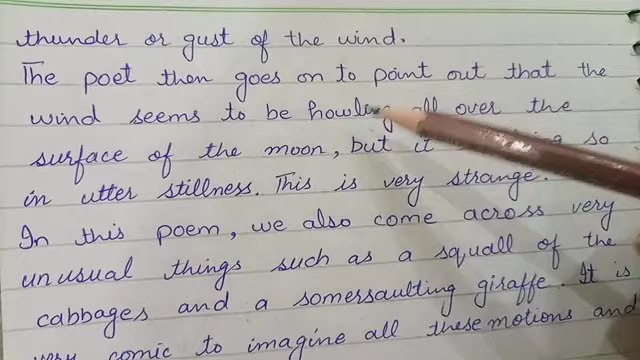 thunder or gust of the wind.
The poet then goes on to point out that the
wind seems to be howling all over the
surface of the moon, but it so
in utter stillness. This is very strange.
In this poem, we also come across very
unusual things such as a squall of the
cabbages and a somersaulting giraffe. It is
very comic to imagine all these motions and